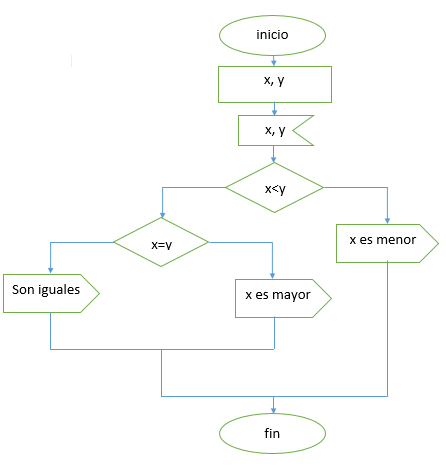 inicio
x, y
x, y
x<y
x=y
x es menor
Son iguales
x es mayor
fin